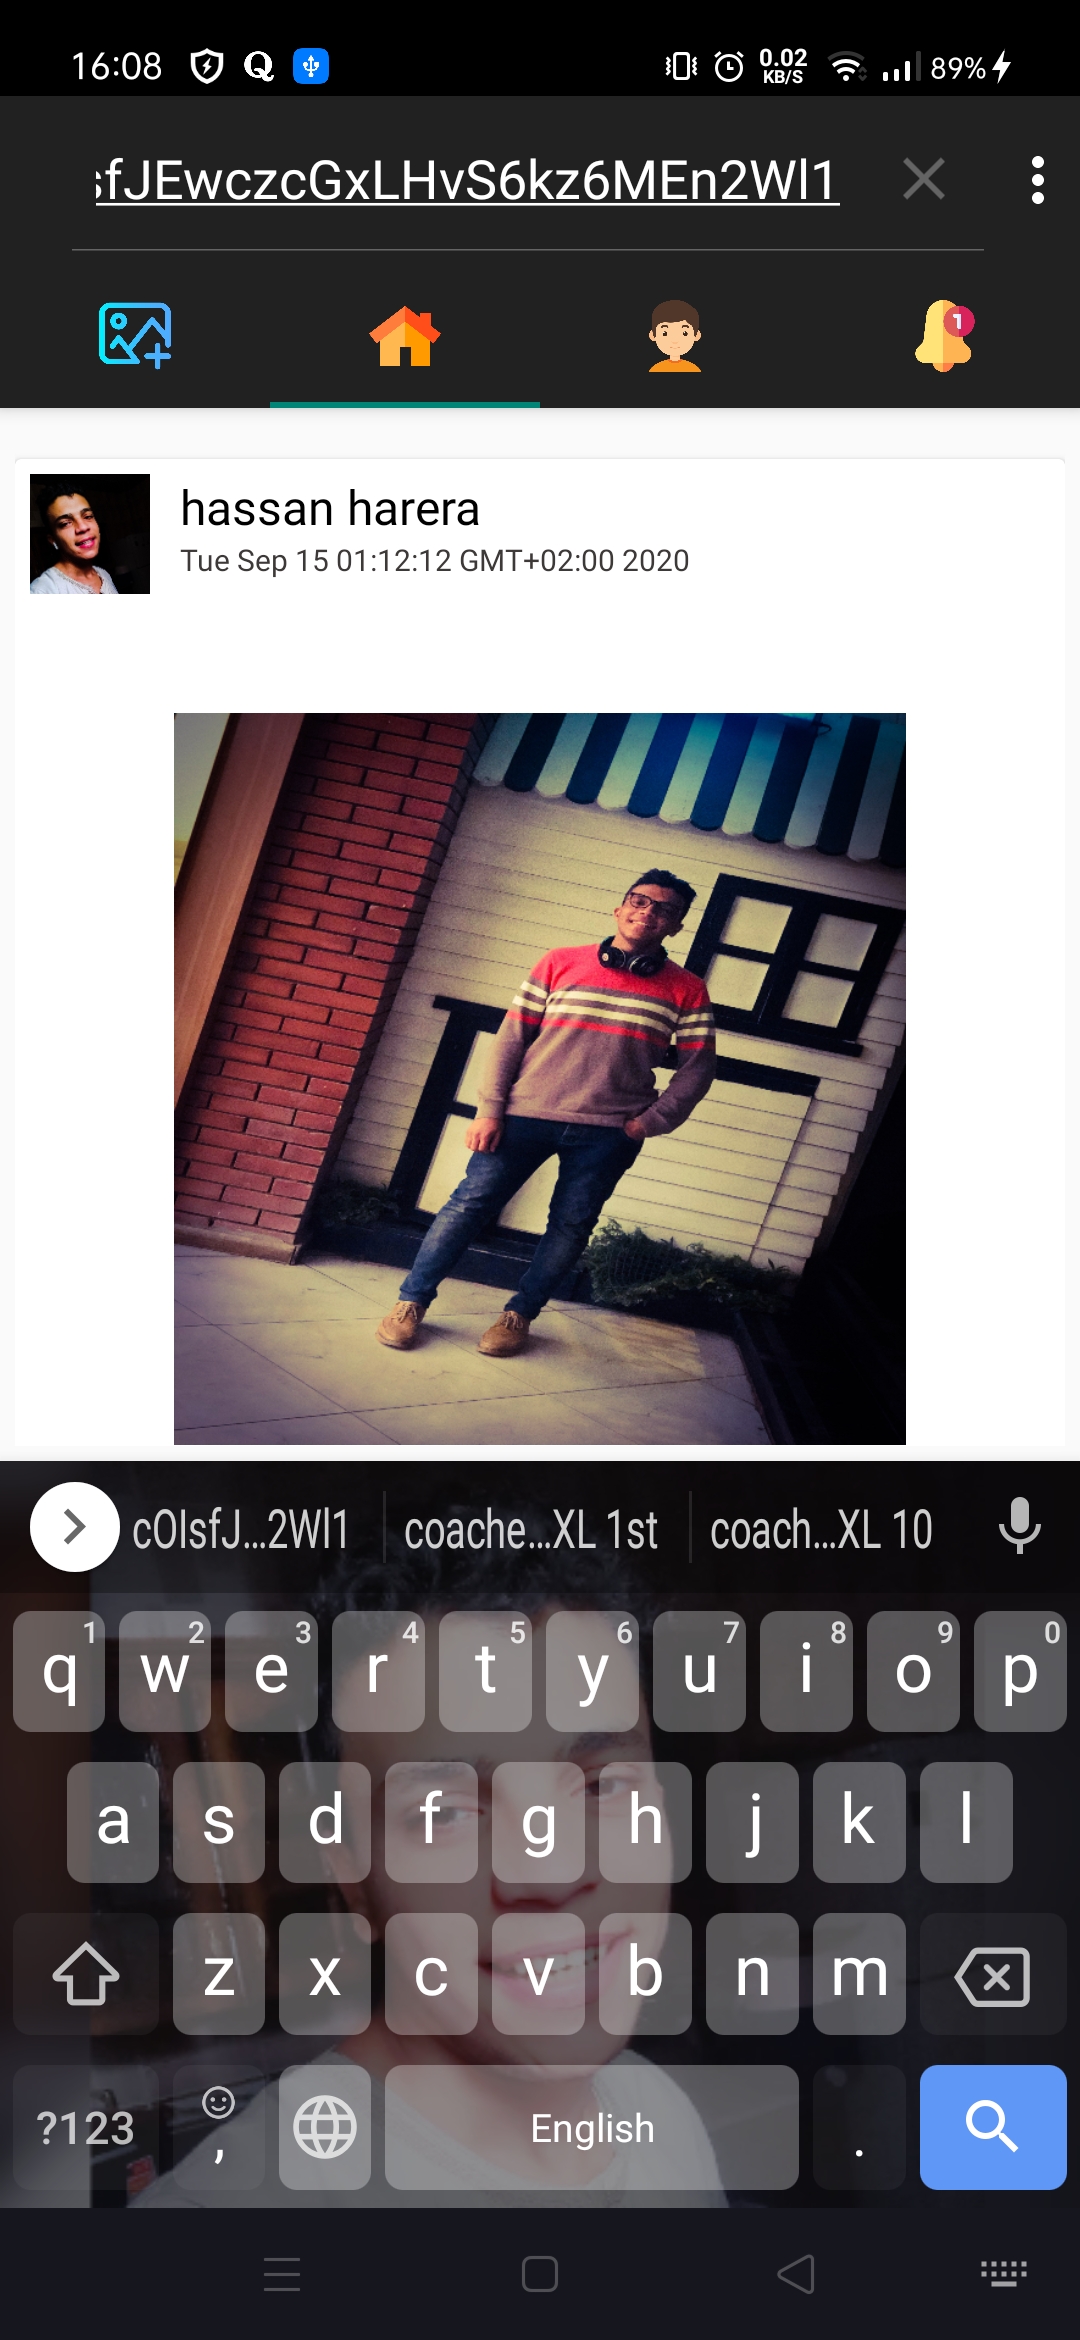 16:08 Q 0.02 KB/S 89%
sfJEwczcGxLHvS6kz6MEn2Wl1
1
hassan harera
Tue Sep 15 01:12:12 GMT+02:00 2020
cOIsfJ...2Wl1 coache...XL 1st coach...XL 10
1 2 3 4 5 6 7 8 9 0
q w e r t y u i o p
a s d f g h j k l
z x c v b n m
?123 , English .